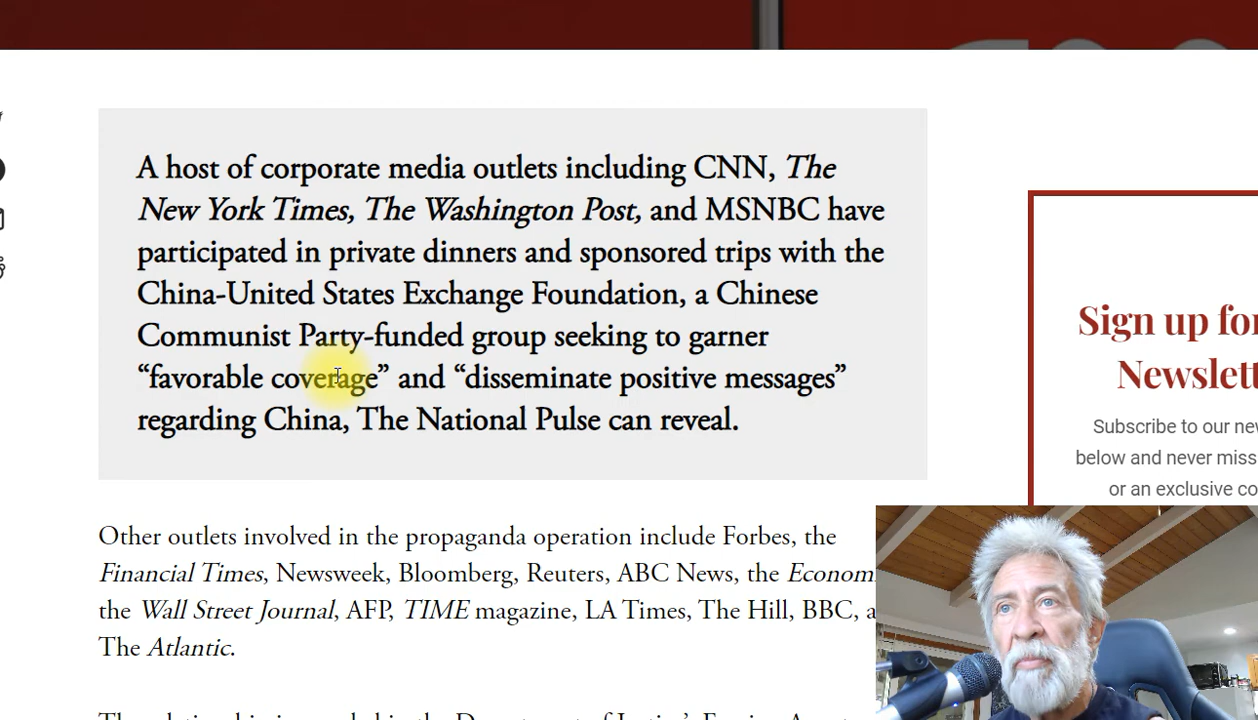 A host of corporate media outlets including CNN, The
New York Times, The Washington Post, and MSNBC have
participated in private dinners and sponsored trips with the
China-United States Exchange Foundation, a Chinese
Communist Party-funded group seeking to garner
“favorable coverage” and “disseminate positive messages”
regarding China, The National Pulse can reveal.
Other outlets involved in the propaganda operation include Forbes, the
Financial Times, Newsweek, Bloomberg, Reuters, ABC News, the Econom
the Wall Street Journal, AFP, TIME magazine, LA Times, The Hill, BBC, a
The Atlantic.
Sign up for
Newslett
Subscribe to our new
below and never miss
or an exclusive co